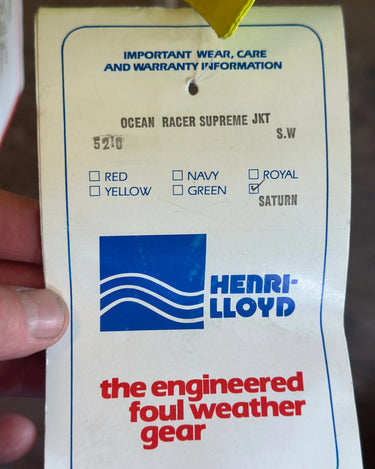 IMPORTANT WEAR, CARE
AND WARRANTY INFORMATION
OCEAN RACER SUPREME JKT
S.W
RED NAVY ROYAL
YELLOW GREEN
SATURN
HENRI-
LLOYD
the engineered
foul weather
gear